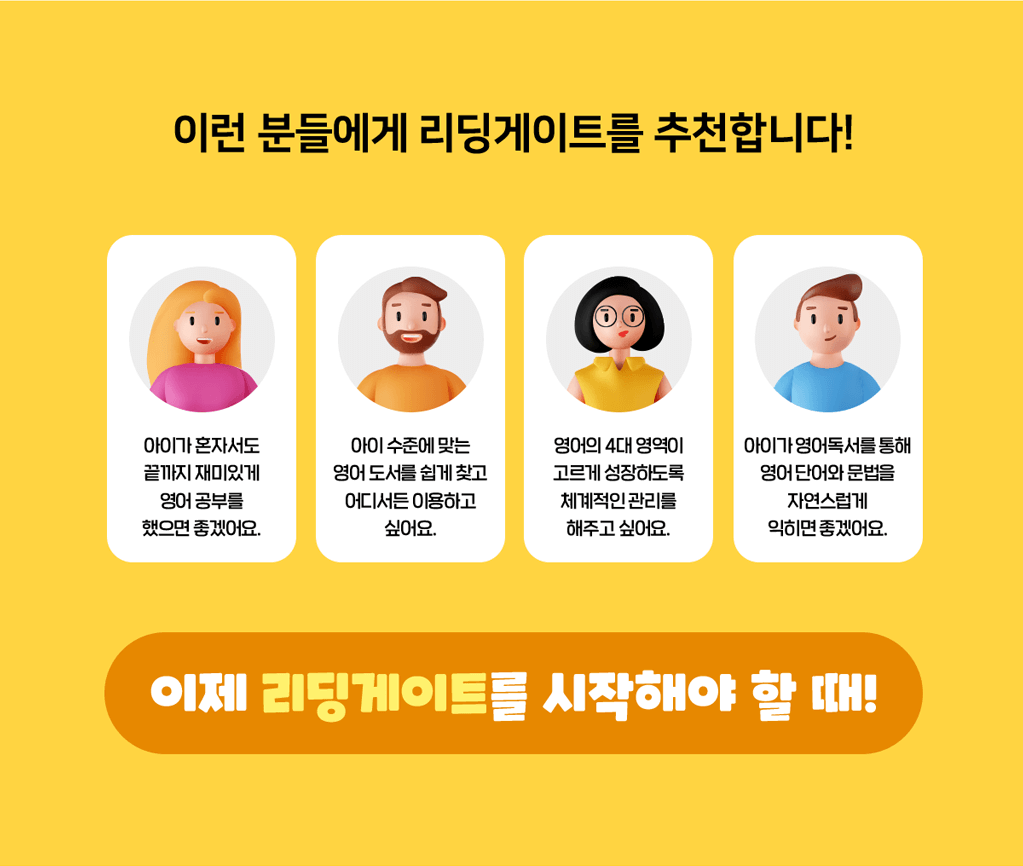 이런 분들에게 리딩게이트를 추천합니다!
아이가 혼자서도
끝까지 재미있게
영어 공부를
했으면 좋겠어요.
아이 수준에 맞는
영어 도서를 쉽게 찾고
어디서든 이용하고
싶어요.
영어의 4대 영역이
고르게 성장하도록
체계적인 관리를
해주고 싶어요.
아이가 영어독서를 통해
영어 단어와 문법을
자연스럽게
익히면 좋겠어요.
이제 리딩게이트를 시작해야 할 때!